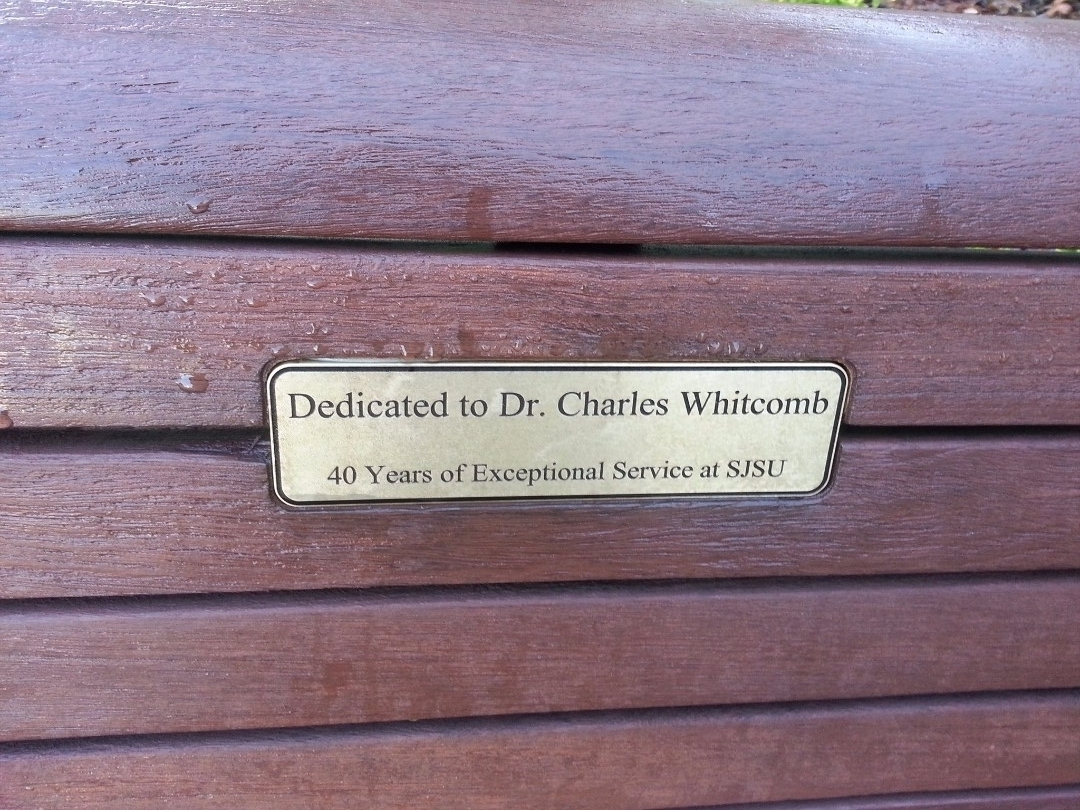 Dedicated to Dr. Charles Whitcomb
40 Years of Exceptional Service at SJSU